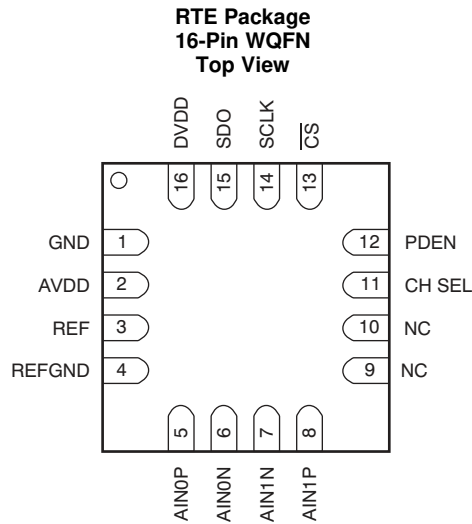 RTE Package
16-Pin WQFN
Top View
DVDD
SDO
SCLK
CS
16
15
14
13
GND 1
12 PDEN
AVDD 2
11 CH SEL
REF 3
10 NC
REFGND 4
9 NC
5
6
7
8
AIN0P
AIN0N
AIN1N
AIN1P